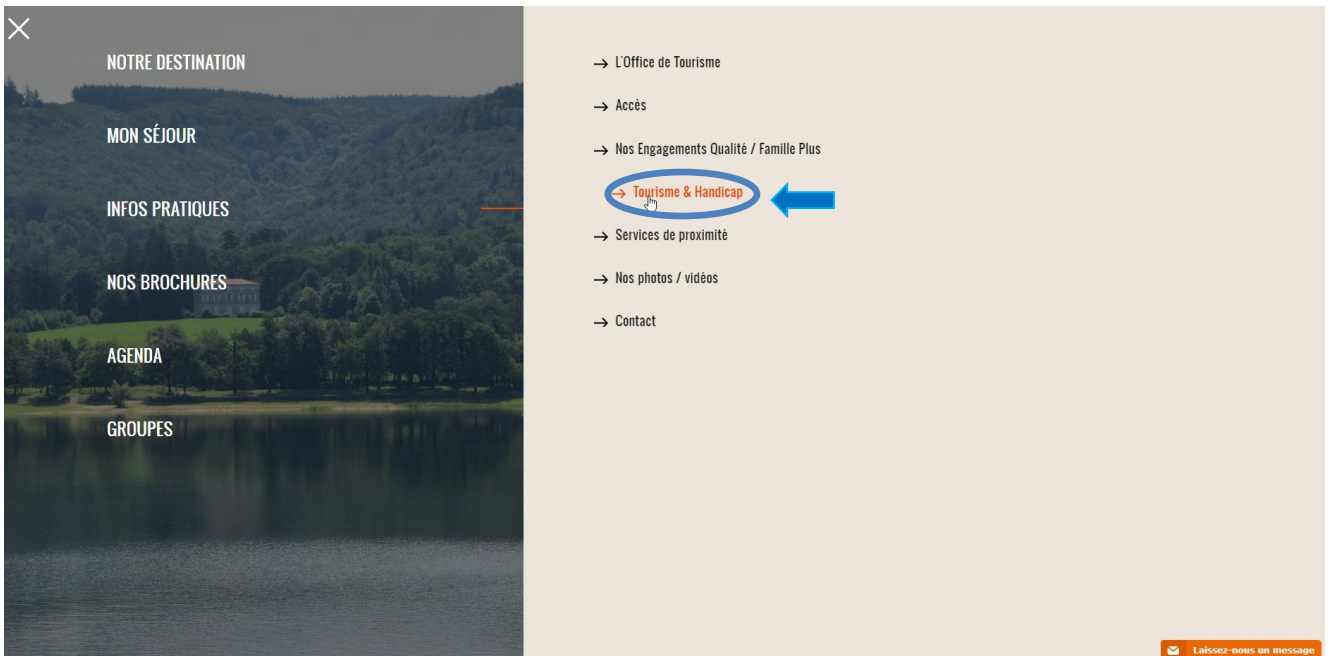 NOTRE DESTINATION
MON SÉJOUR
INFOS PRATIQUES
NOS BROCHURES
AGENDA
GROUPES
→ L'Office de Tourisme
→ Accès
→ Nos Engagements Qualité / Famille Plus
→ Tourisme & Handicap
→ Services de proximité
→ Nos photos / vidéos
→ Contact
Laissez-nous un message